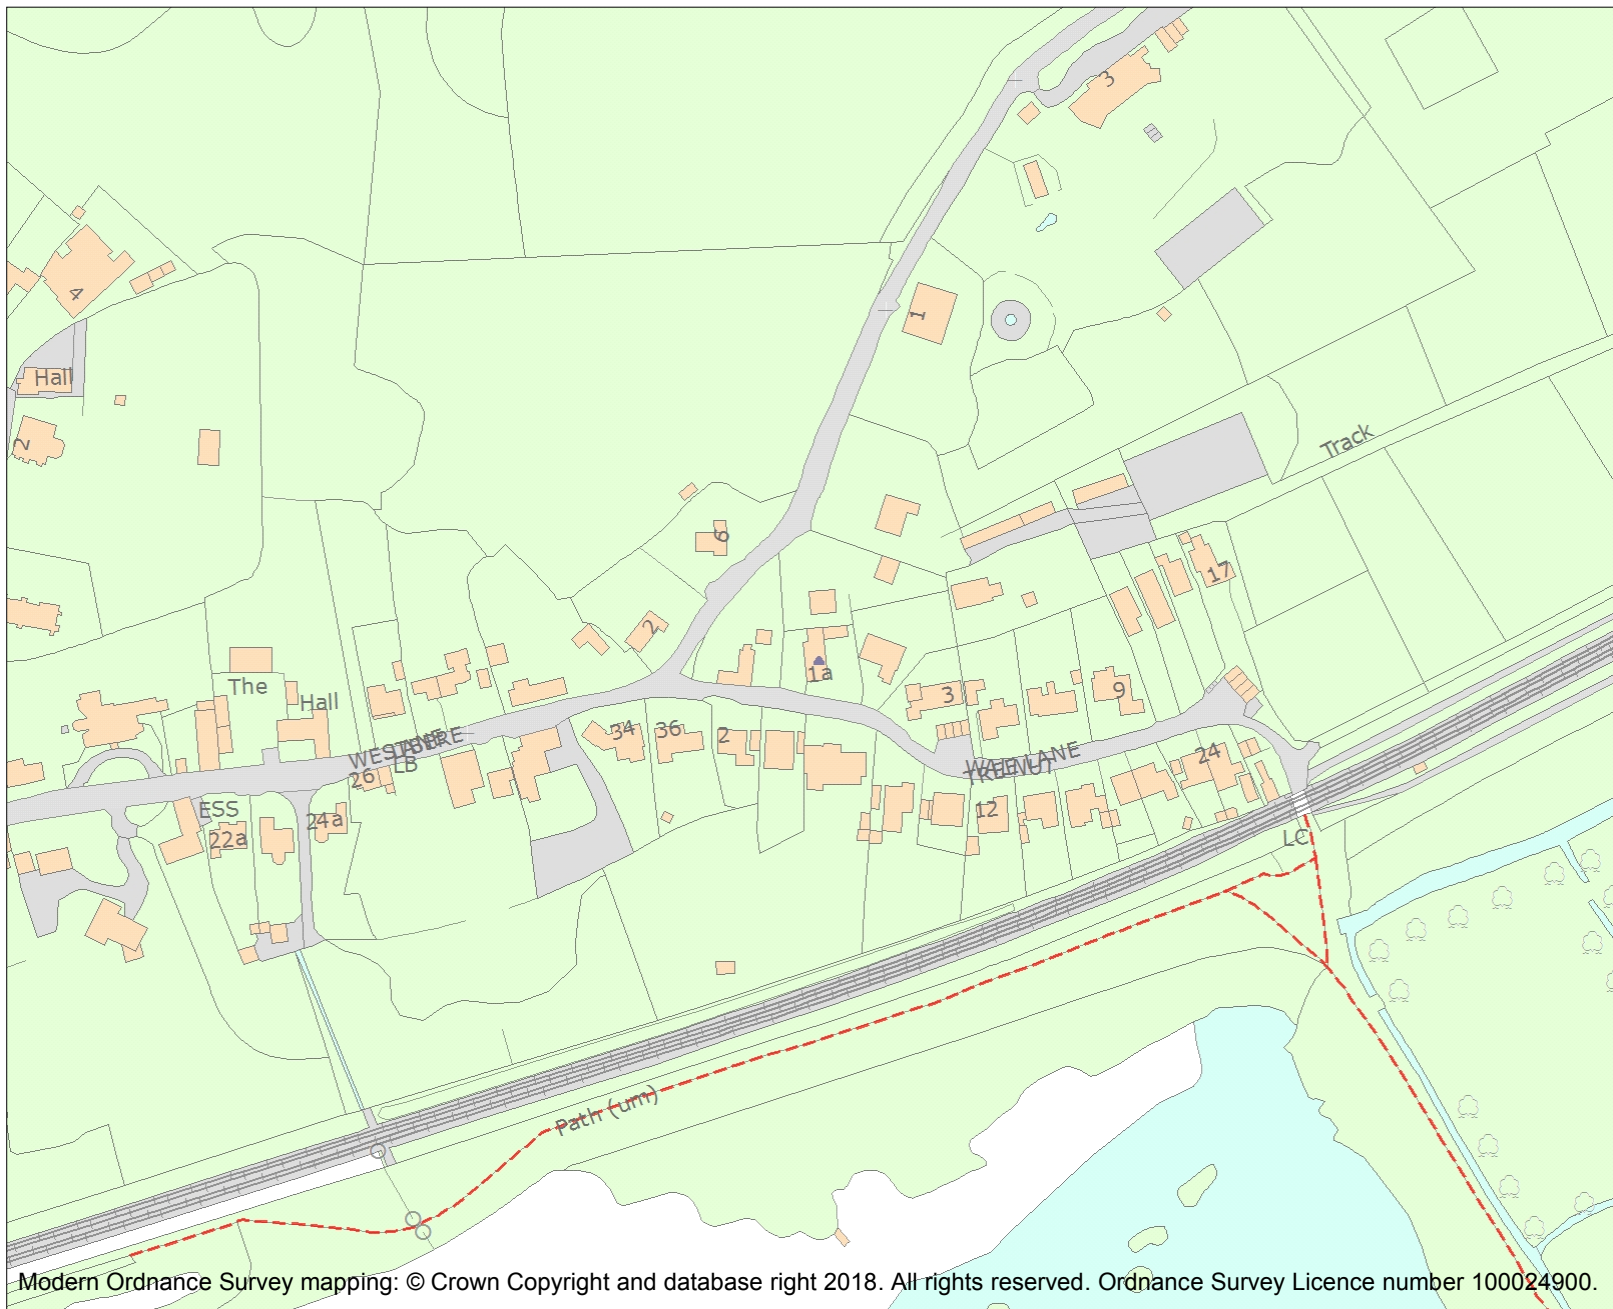 3
4
1
Hall
2
Track
6
17
2
1a
The
Hall
9
3
34
36
2
24
LB
26
12
ESS
24a
22a
LC
Path (um)
Modern Ordnance Survey mapping: © Crown Copyright and database right 2018. All rights reserved. Ordnance Survey Licence number 100024900.